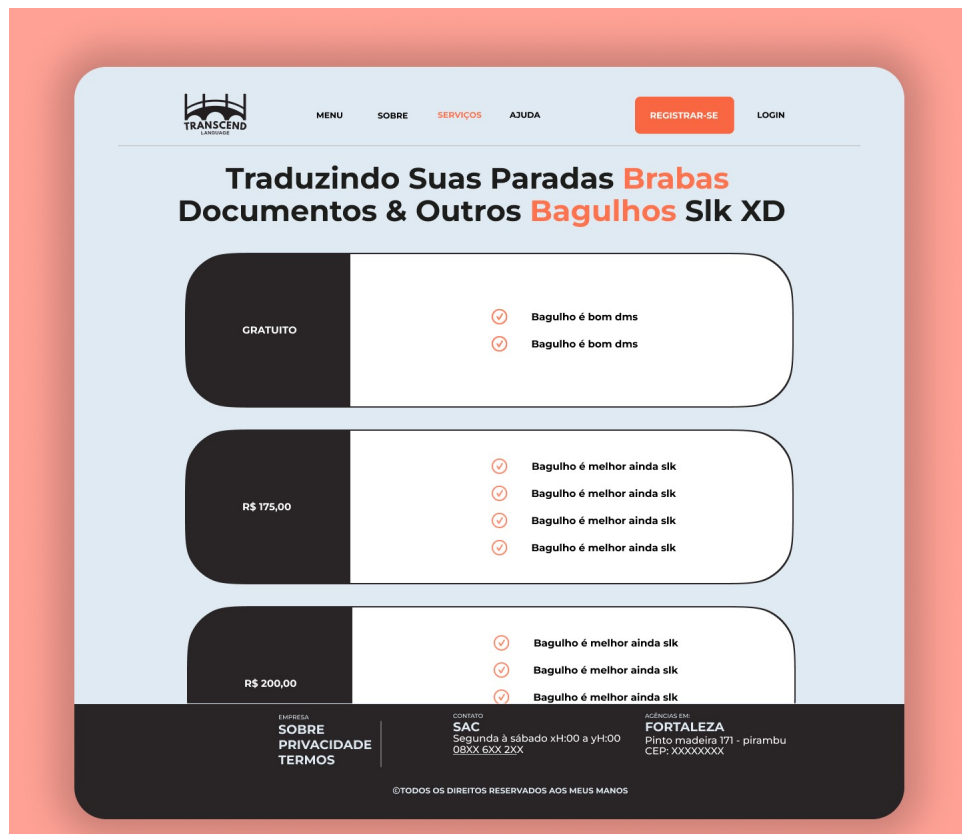 TRANSCEND
LANGUAGE
MENU SOBRE SERVIÇOS AJUDA REGISTRAR-SE LOGIN
Traduzindo Suas Paradas Brabas
Documentos & Outros Bagulhos Slk XD
GRATUITO
Bagulho é bom dms
Bagulho é bom dms
R$ 175,00
Bagulho é melhor ainda slk
Bagulho é melhor ainda slk
Bagulho é melhor ainda slk
Bagulho é melhor ainda slk
R$ 200,00
Bagulho é melhor ainda slk
Bagulho é melhor ainda slk
Bagulho é melhor ainda slk
EMPRESA
SOBRE
PRIVACIDADE
TERMOS
CONTATO
SAC
Segunda à sábado xH:00 a yH:00
08XX 6XX 2XX
AGÊNCIAS EM:
FORTALEZA
Pinto madeira 171 - pirambu
CEP: XXXXXXXX
©TODOS OS DIREITOS RESERVADOS AOS MEUS MANOS